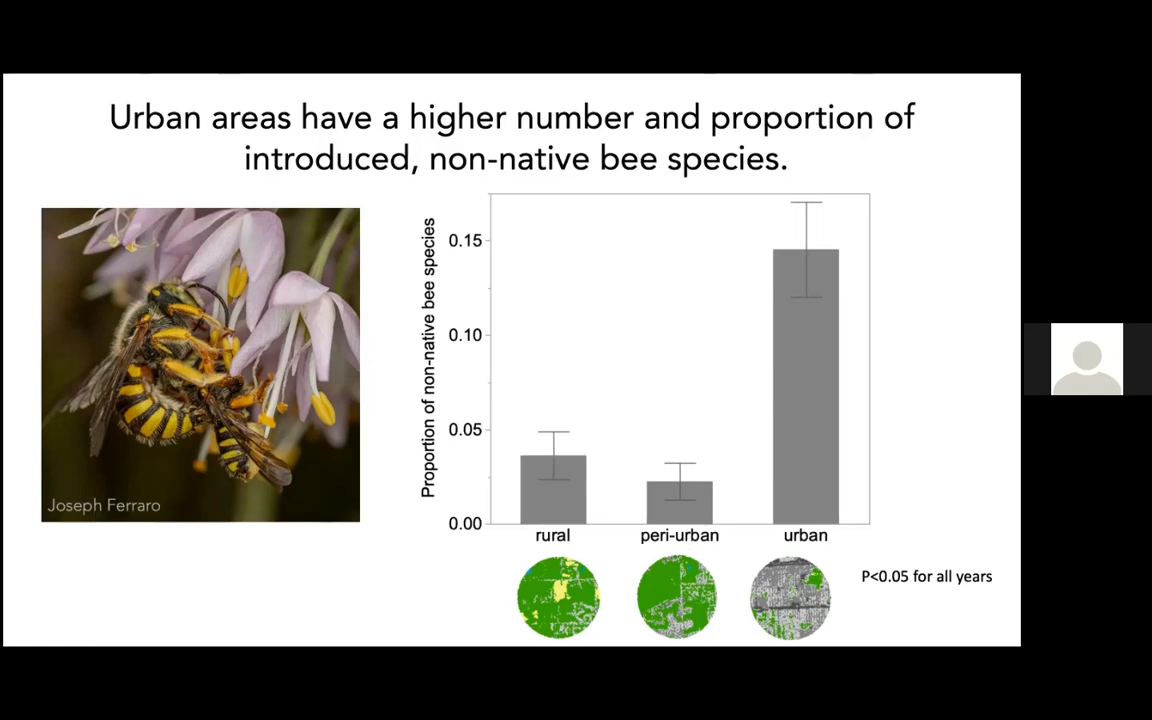 Urban areas have a higher number and proportion of
introduced, non-native bee species.
Joseph Ferraro
Proportion of non-native bee species
0.15
0.10
0.05
0.00
rural
peri-urban
urban
P<0.05 for all years